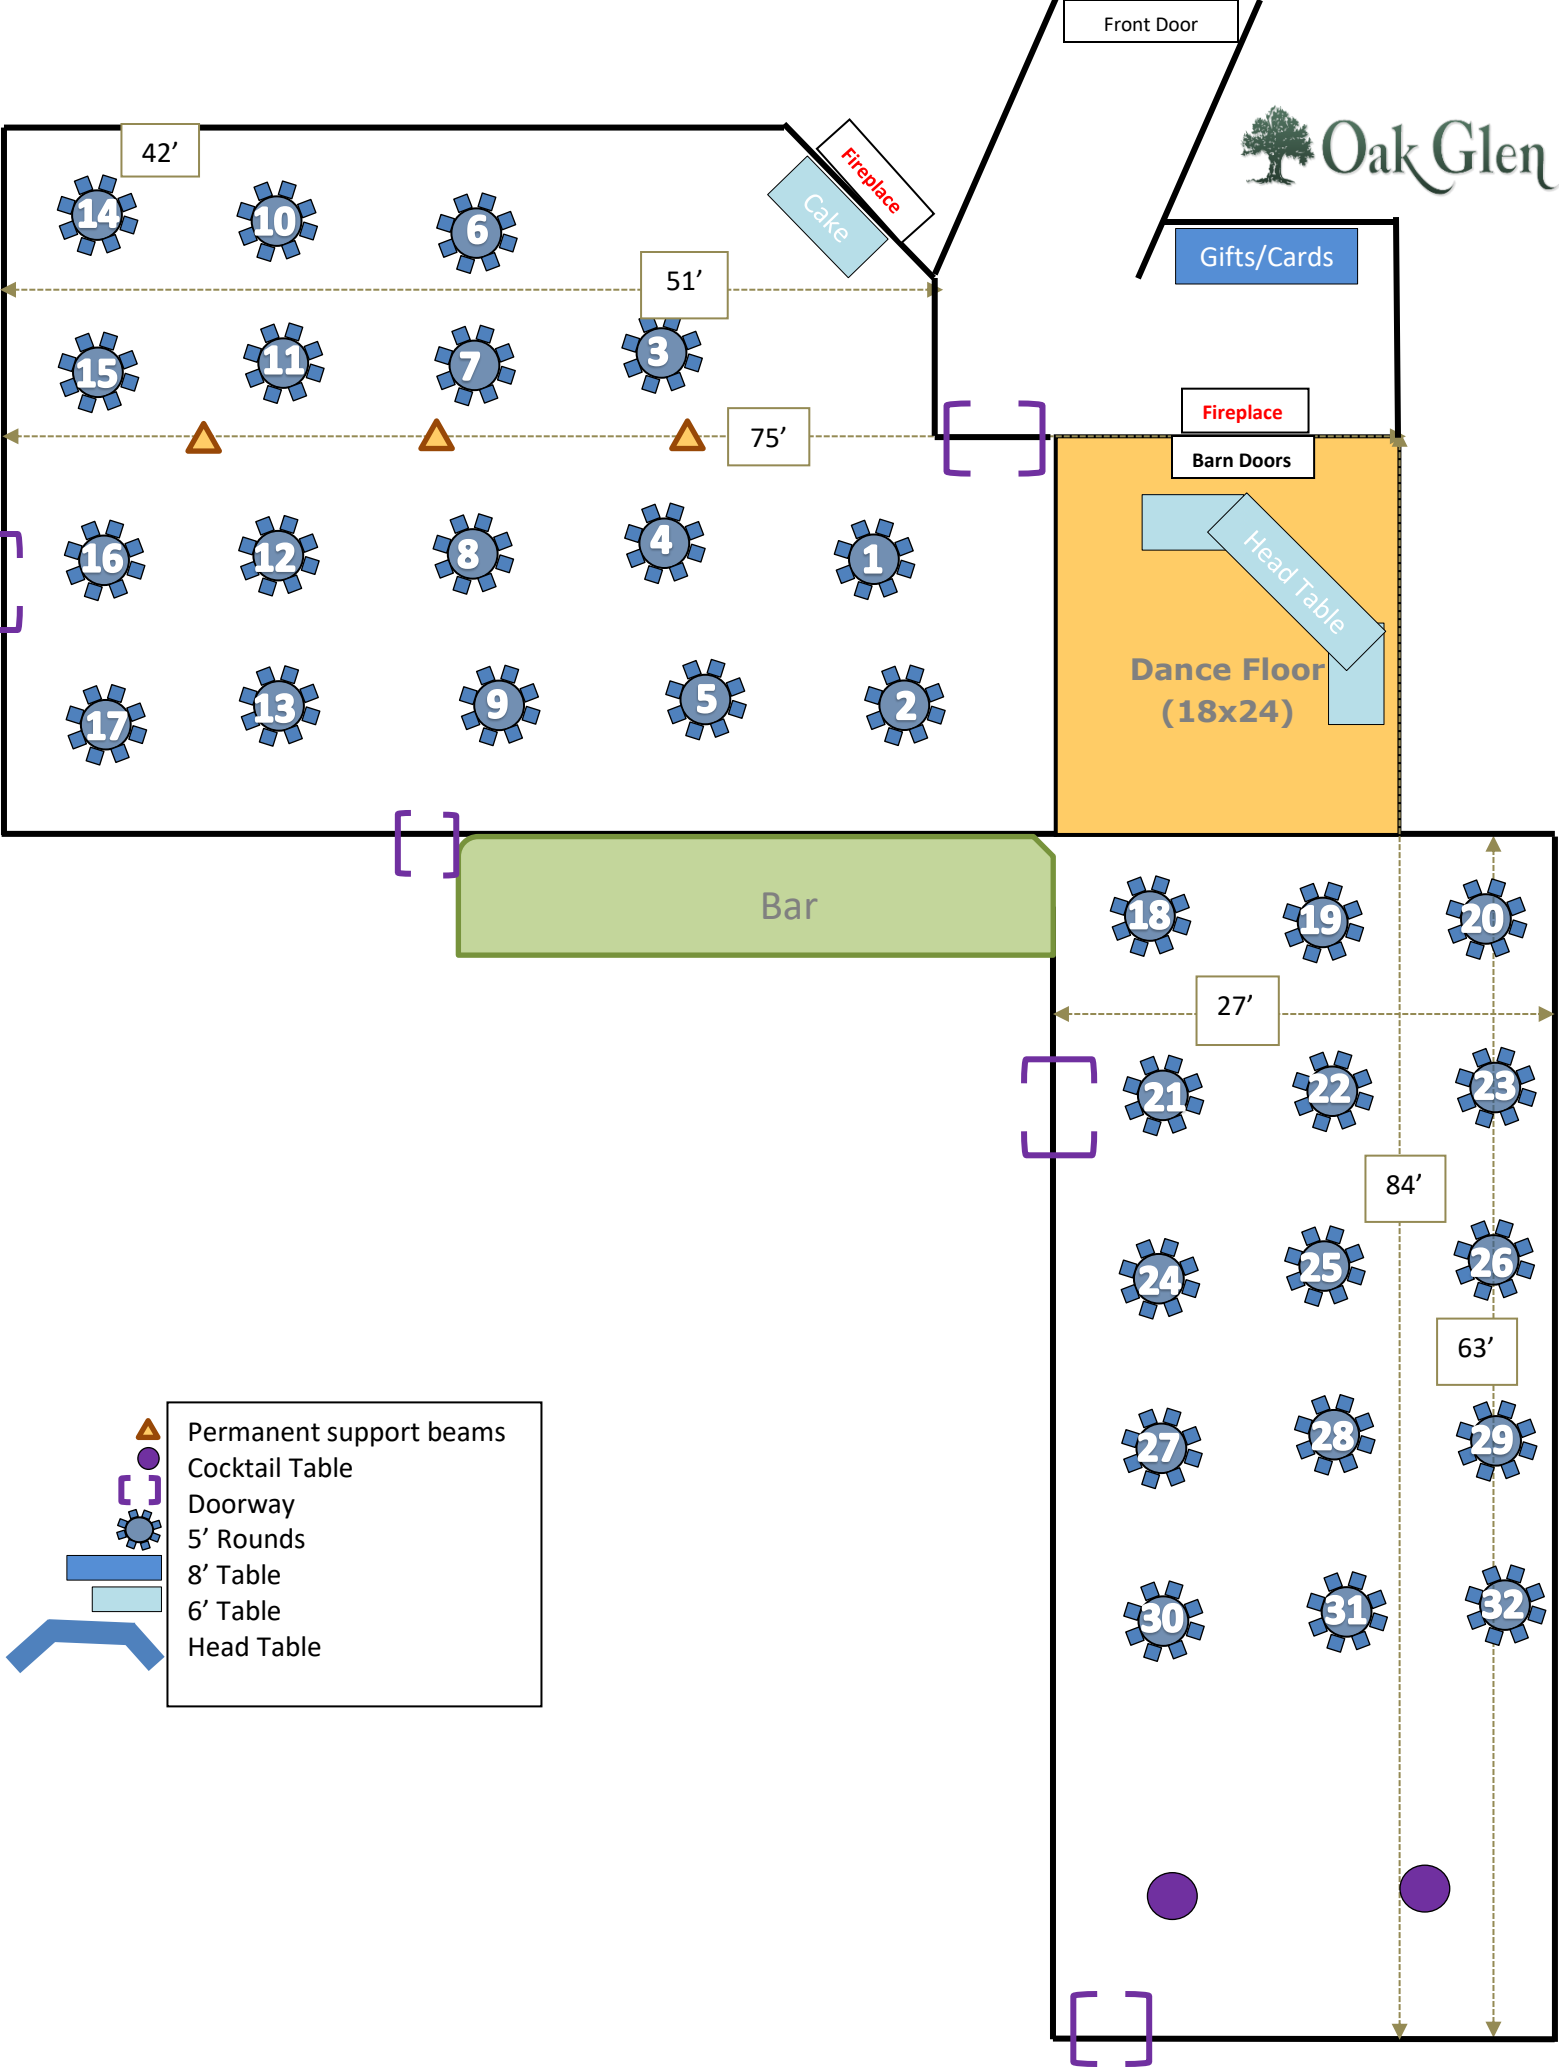 Front Door
Oak Glen
42’
Fireplace
Cake
Gifts/Cards
14
10
6
51’
15
11
7
3
Fireplace
75’
Barn Doors
16
12
8
4
1
Head Table
Dance Floor
(18x24)
17
13
9
5
2
Bar
18
19
20
27’
21
22
23
84’
24
25
26
63’
27
28
29
Permanent support beams
Cocktail Table
Doorway
5’ Rounds
8’ Table
6’ Table
Head Table
30
31
32